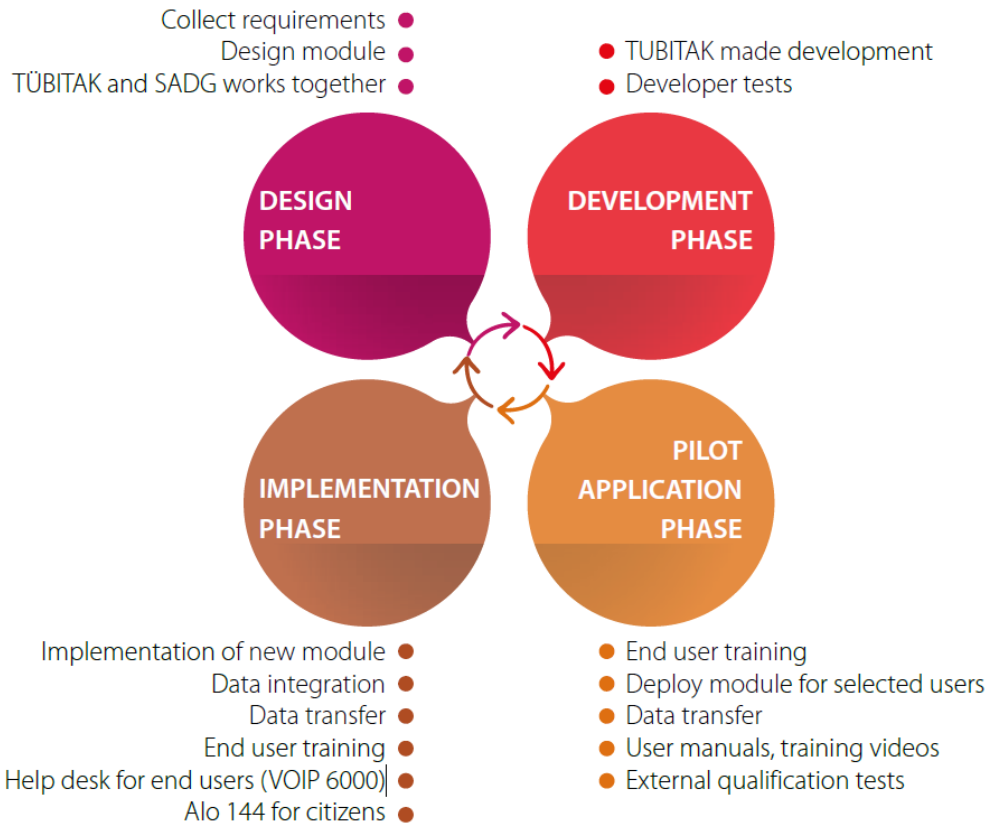 Collect requirements
Design module
TÜBITAK and SADG works together
TUBITAK made development
Developer tests
DESIGN
PHASE
DEVELOPMENT
PHASE
IMPLEMENTATION
PHASE
PILOT
APPLICATION
PHASE
Implementation of new module
Data integration
Data transfer
End user training
Help desk for end users (VOIP 6000)
Alo 144 for citizens
End user training
Deploy module for selected users
Data transfer
User manuals, training videos
External qualification tests